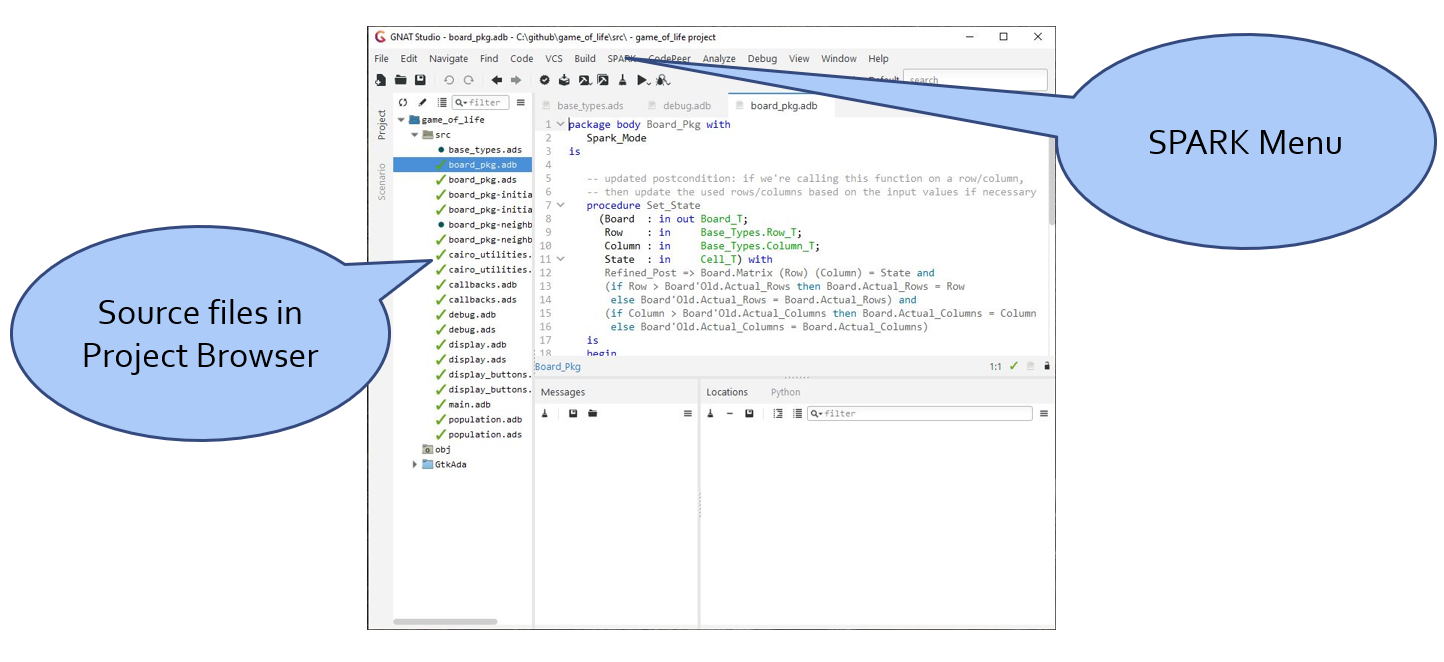 GNAT Studio - board_pkg.adb - C:\github\game_of_life\src\ - game_of_life project
File Edit Navigate Find Code VCS Build SPARK CodePeer Analyze Debug View Window Help
Default search
SPARK Menu
Project
Scenario
filter
game_of_life
src
base_types.ads
board_pkg.adb
board_pkg.ads
board_pkg-initia
board_pkg-initia
board_pkg-neighb
board_pkg-neighb
cairo_utilities.
cairo_utilities.
callbacks.adb
callbacks.ads
debug.adb
debug.ads
display.adb
display.ads
display_buttons.
display_buttons.
main.adb
population.adb
population.ads
obj
GtkAda
Source files in
Project Browser
base_types.ads debug.adb board_pkg.adb
1 package body Board_Pkg with
2 Spark_Mode
3 is
4
5 -- updated postcondition: if we're calling this function on a row/column,
6 -- then update the used rows/columns based on the input values if necessary
7 procedure Set_State
8 (Board : in out Board_T;
9 Row : in Base_Types.Row_T;
10 Column : in Base_Types.Column_T;
11 State : in Cell_T) with
12 Refined_Post => Board.Matrix (Row) (Column) = State and
13 (if Row > Board'Old.Actual_Rows then Board.Actual_Rows = Row
14 else Board'Old.Actual_Rows = Board.Actual_Rows) and
15 (if Column > Board'Old.Actual_Columns then Board.Actual_Columns = Column
16 else Board'Old.Actual_Columns = Board.Actual_Columns)
17 is
18 begin
Board_Pkg 1:1
Messages
Locations Python
filter